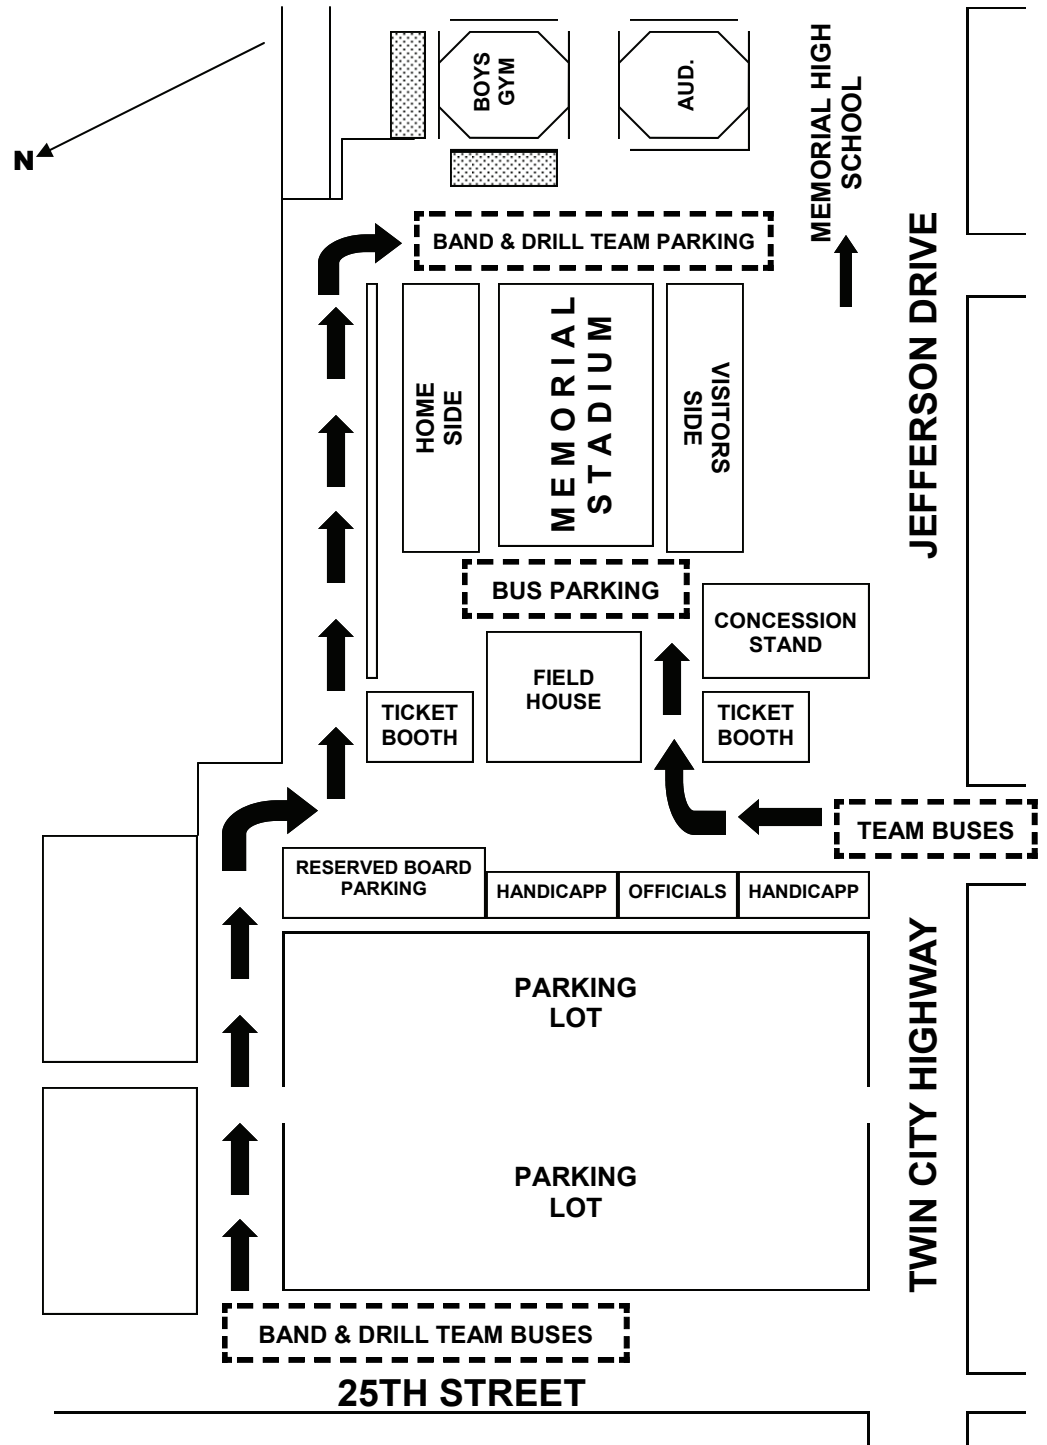 N
BOYS
GYM
AUD.
MEMORIAL HIGH
SCHOOL
BAND & DRILL TEAM PARKING
JEFFERSON DRIVE
HOME
SIDE
MEMORIAL
STADIUM
VISITORS
SIDE
BUS PARKING
CONCESSION
STAND
FIELD
HOUSE
TICKET
BOOTH
TICKET
BOOTH
TEAM BUSES
RESERVED BOARD
PARKING
HANDICAPP
OFFICIALS
HANDICAPP
TWIN CITY HIGHWAY
PARKING
LOT
PARKING
LOT
BAND & DRILL TEAM BUSES
25TH STREET